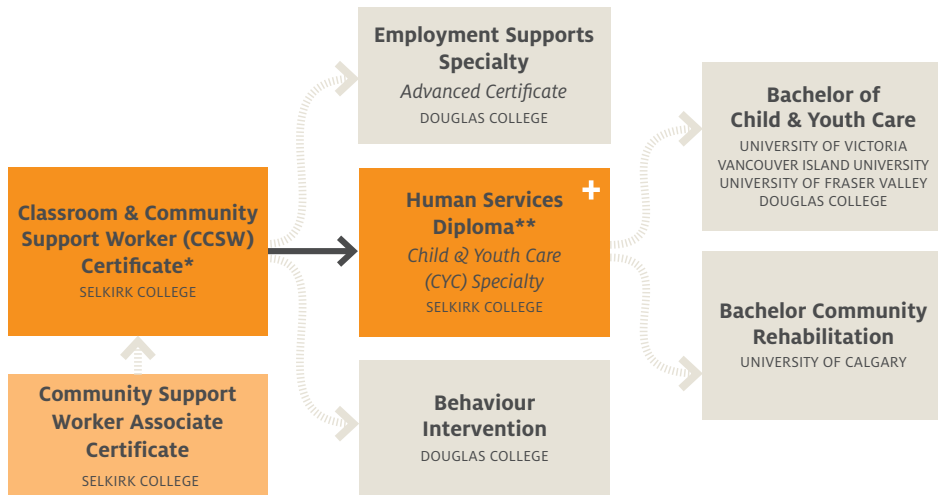 Employment Supports
Specialty
Advanced Certificate
DOUGLAS COLLEGE
Bachelor of
Child & Youth Care
UNIVERSITY OF VICTORIA
VANCOUVER ISLAND UNIVERSITY
UNIVERSITY OF FRASER VALLEY
DOUGLAS COLLEGE
Classroom & Community
Support Worker (CCSW)
Certificate*
SELKIRK COLLEGE
+
Human Services
Diploma**
Child & Youth Care
(CYC) Specialty
SELKIRK COLLEGE
Bachelor Community
Rehabilitation
UNIVERSITY OF CALGARY
Community Support
Worker Associate
Certificate
SELKIRK COLLEGE
Behaviour
Intervention
DOUGLAS COLLEGE